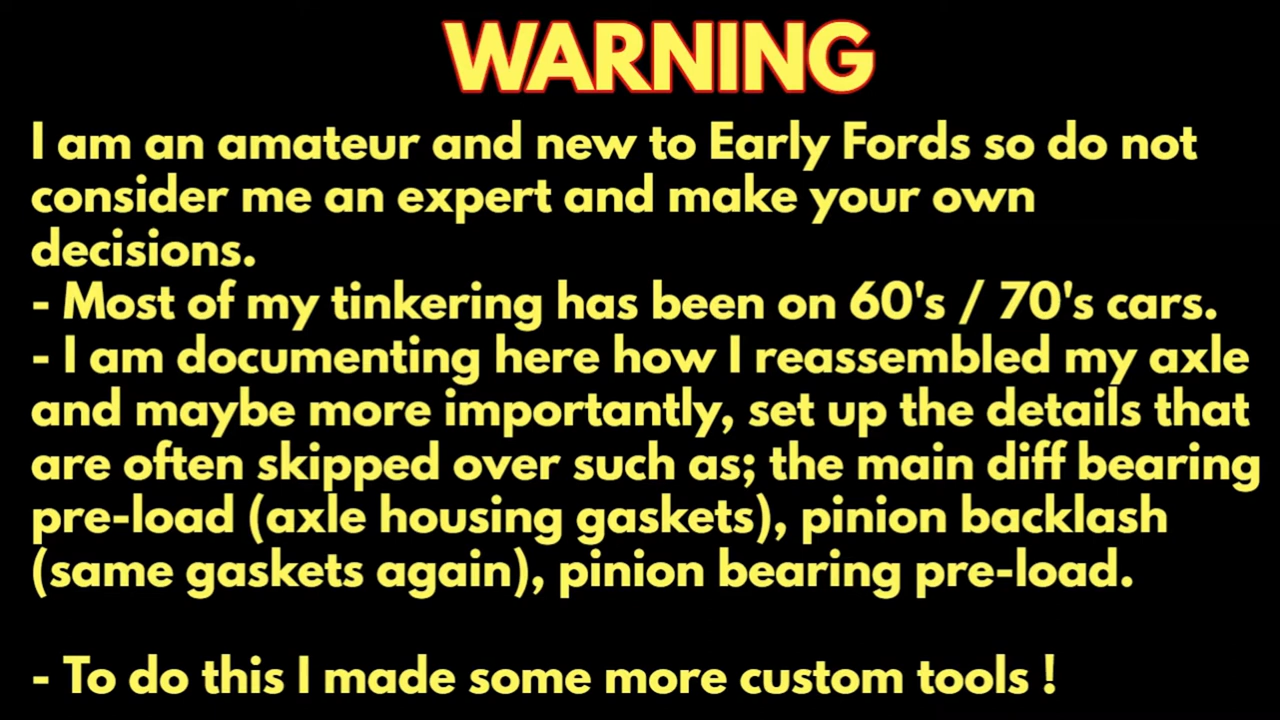 WARNING
I am an amateur and new to Early Fords so do not
consider me an expert and make your own
decisions.
- Most of my tinkering has been on 60's / 70's cars.
- I am documenting here how I reassembled my axle
and maybe more importantly, set up the details that
are often skipped over such as; the main diff bearing
pre-load (axle housing gaskets), pinion backlash
(same gaskets again), pinion bearing pre-load.
- To do this I made some more custom tools !